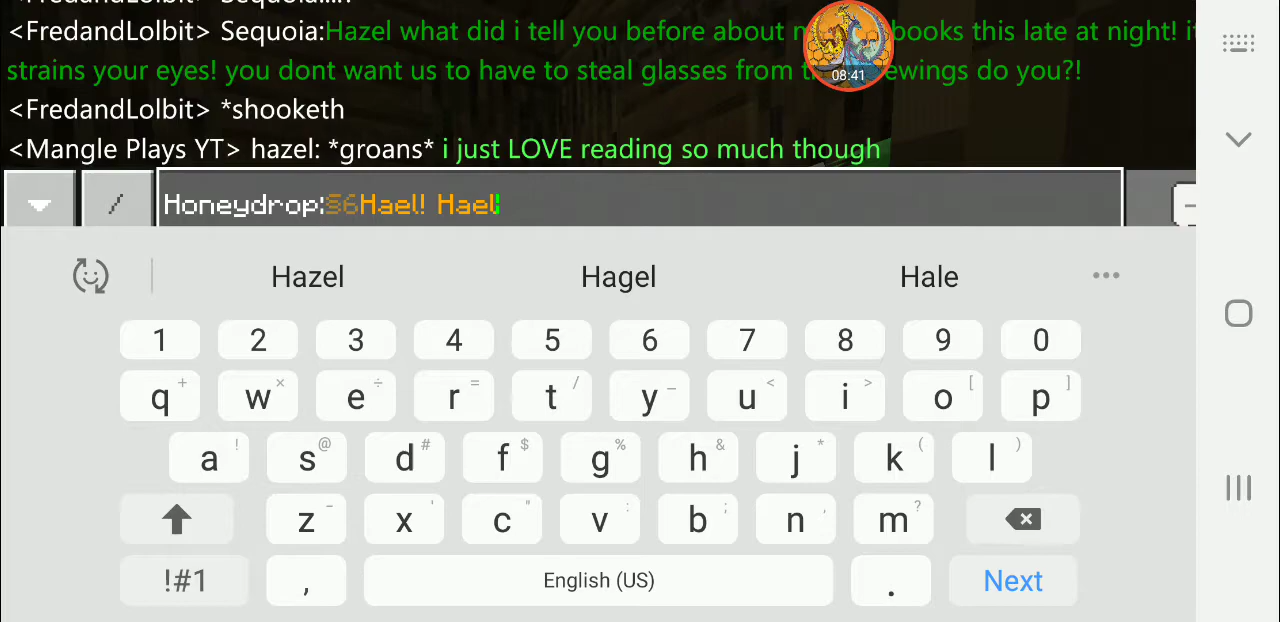 <FredandLolbit> Sequoia:Hazel what did i tell you before about books this late at night! it
strains your eyes! you dont want us to have to steal glasses from ewings do you?!
08:41
<FredandLolbit> *shooketh
<Mangle Plays YT> hazel: *groans* i just LOVE reading so much though
/ Honeydrop:§6Hael! Hael
Hazel Hagel Hale •••
1 2 3 4 5 6 7 8 9 0
q + w × e ÷ r = t / y _ u < i > o [ p ]
a ! s @ d # f $ g % h & j * k ( l )
z - x ' c " v : b ; n , m ?
!#1 , English (US) . Next